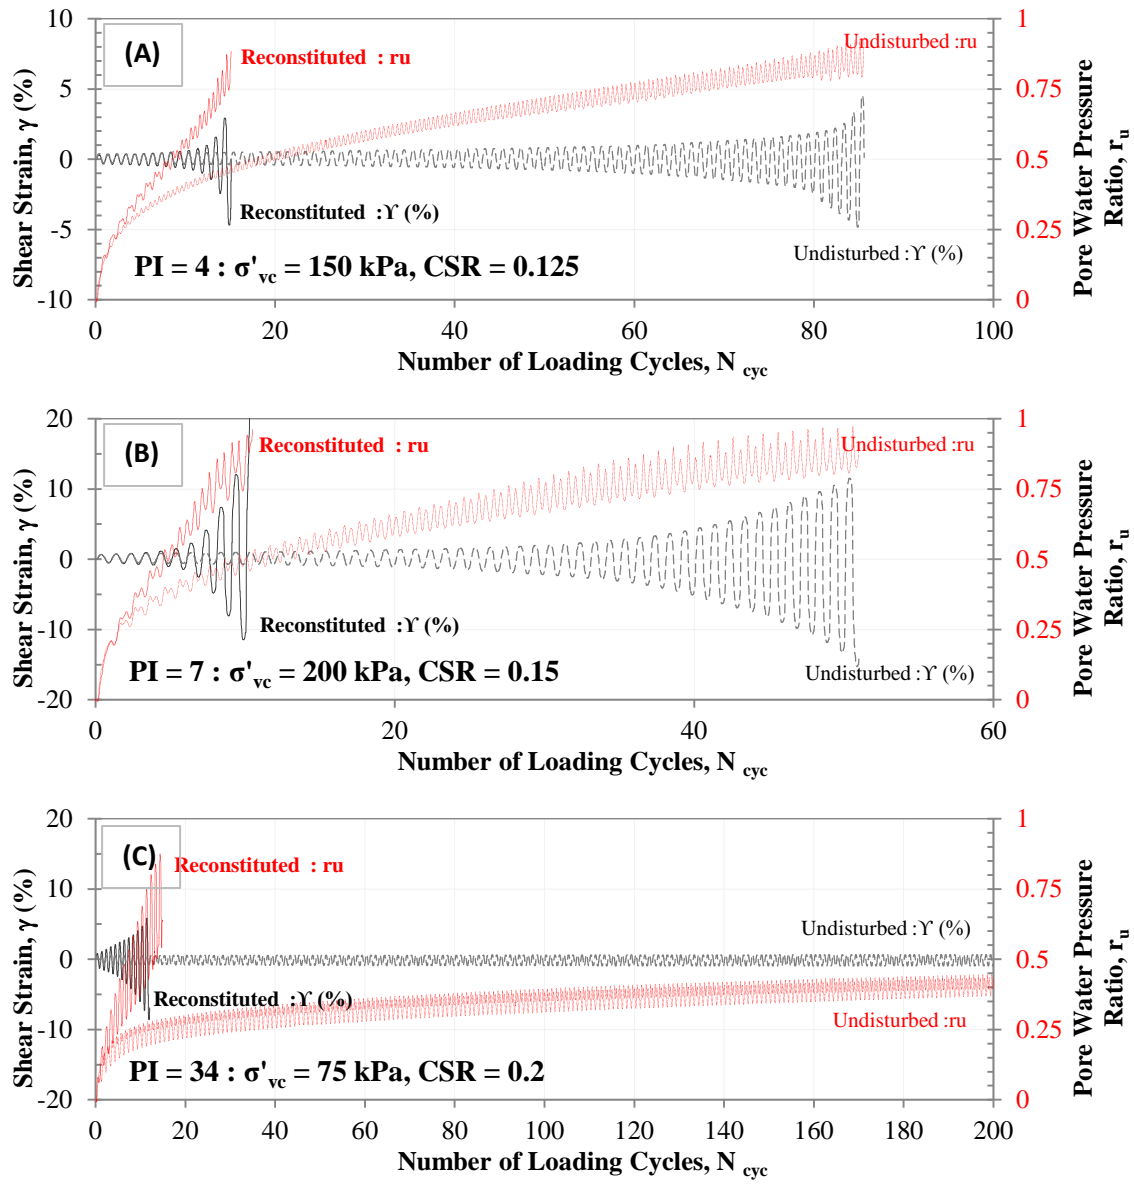 (A)
Reconstituted : ru
Undisturbed :ru
Reconstituted :ϒ (%)
Undisturbed :ϒ (%)
PI = 4 : σ'vc = 150 kPa, CSR = 0.125
10
5
0
-5
-10
Shear Strain, γ (%)
1
0.75
0.5
0.25
0
Pore Water Pressure
Ratio, ru
0 20 40 60 80 100
Number of Loading Cycles, N cyc
(B)
Reconstituted : ru
Undisturbed :ru
Reconstituted :ϒ (%)
Undisturbed :ϒ (%)
PI = 7 : σ'vc = 200 kPa, CSR = 0.15
20
10
0
-10
-20
Shear Strain, γ (%)
1
0.75
0.5
0.25
0
Pore Water Pressure
Ratio, ru
0 20 40 60
Number of Loading Cycles, N cyc
(C)
Reconstituted : ru
Undisturbed :ϒ (%)
Reconstituted :ϒ (%)
Undisturbed :ru
PI = 34 : σ'vc = 75 kPa, CSR = 0.2
20
10
0
-10
-20
Shear Strain, γ (%)
1
0.75
0.5
0.25
0
Pore Water Pressure
Ratio, ru
0 20 40 60 80 100 120 140 160 180 200
Number of Loading Cycles, N cyc